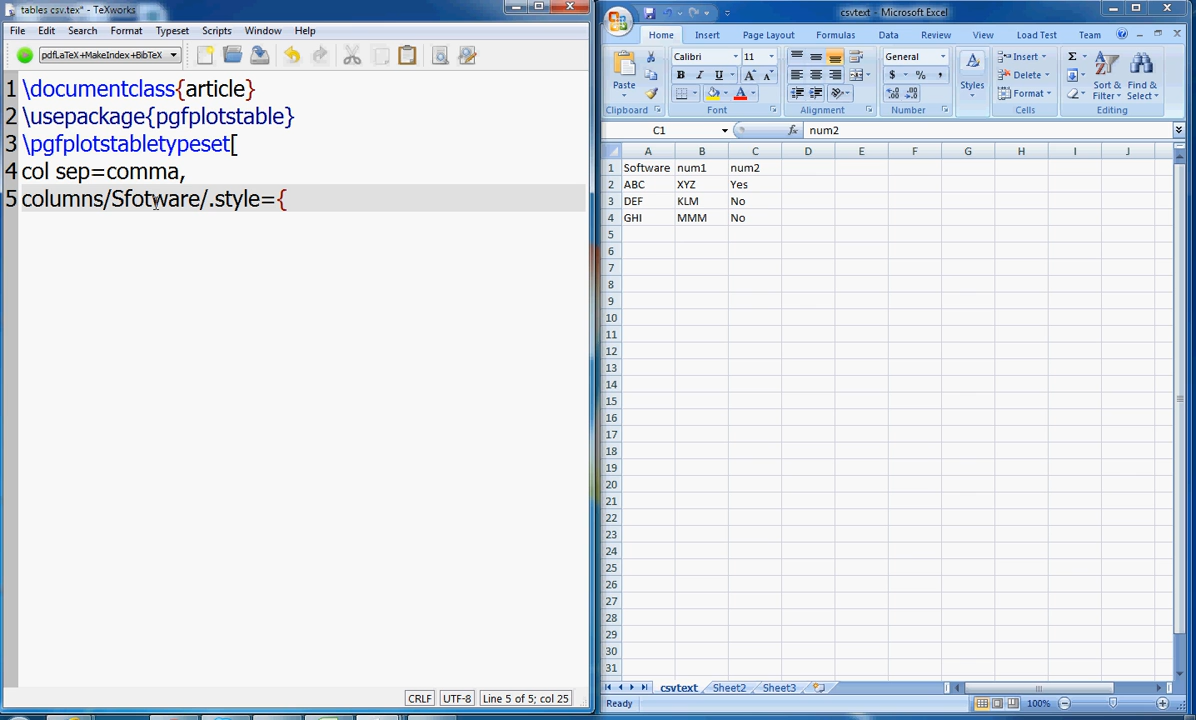 tables csv.tex* - TeXworks
File Edit Search Format Typeset Scripts Window Help
pdfLaTeX+MakeIndex+BibTeX
1 \documentclass{article}
2 \usepackage{pgfplotstable}
3 \pgfplotstabletypeset[
4 col sep=comma,
5 columns/Sfotware/.style={
CRLF UTF-8 Line 5 of 5; col 25
csvtext - Microsoft Excel
Home Insert Page Layout Formulas Data Review View Load Test Team
Calibri 11 General Insert Σ
Paste B I U $ % , Styles Delete Sort & Filter Find & Select
A Format
Clipboard Font Alignment Number Cells Editing
C1 fx num2
A B C D E F G H I J
1 Software num1 num2
2 ABC XYZ Yes
3 DEF KLM No
4 GHI MMM No
5
6
7
8
9
10
11
12
13
14
15
16
17
18
19
20
21
22
23
24
25
26
27
28
29
30
31
csvtext Sheet2 Sheet3
Ready 100%